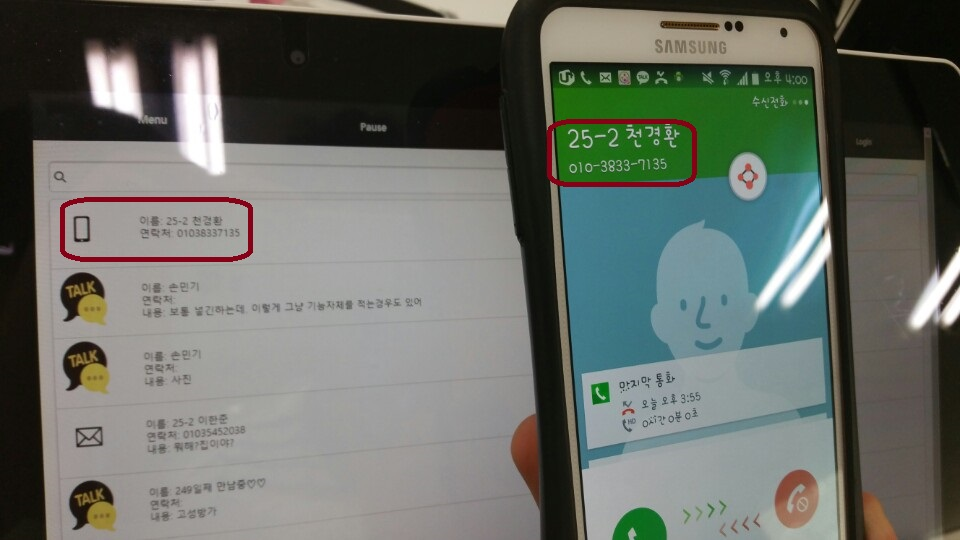 Menu
Pause
Login
이름: 25-2 천경환
연락처: 01038337135
TALK
이름: 손민기
연락처:
내용: 보통 넣긴하는데. 이렇게 그냥 기능자체를 적는경우도 있어
TALK
이름: 손민기
내용: 사진
이름: 25-2 이한준
연락처: 01035452038
내용: 뭐해?집이야?
TALK
이름: 249일째 만남중♡♡
연락처:
내용: 고성방가
SAMSUNG
TALK
오후 4:00
수신전화
25-2 천경환
010-3833-7135
마지막 통화
오늘 오후 3:55
HD
0시간 0분 0초